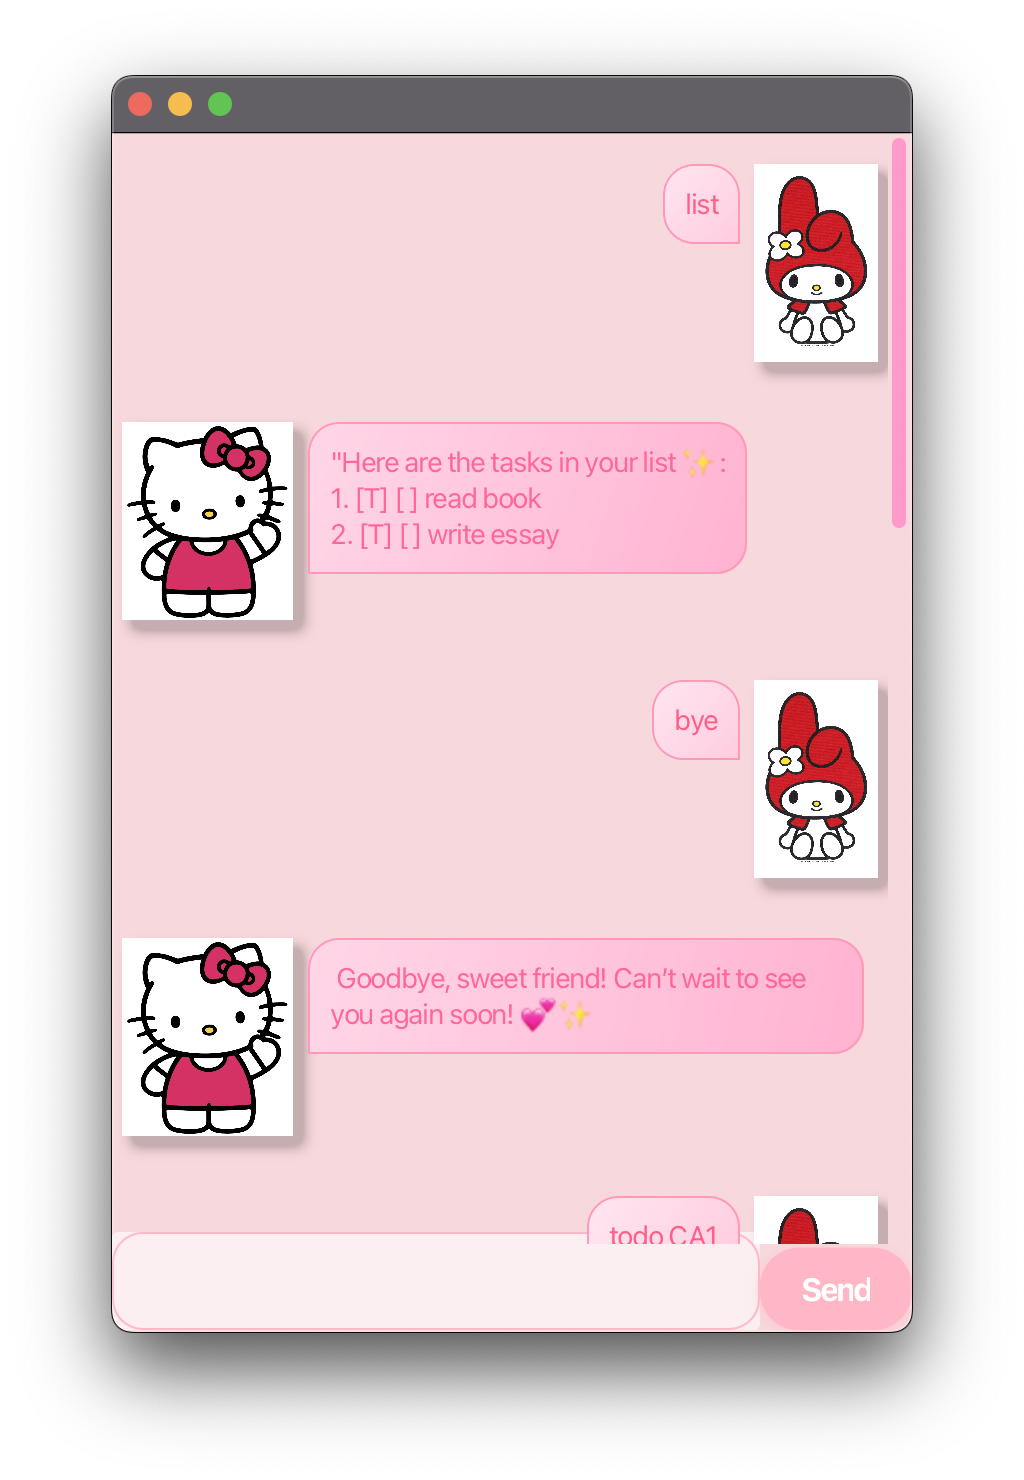 list
"Here are the tasks in your list ✨ :
1. [T] [ ] read book
2. [T] [ ] write essay
bye
Goodbye, sweet friend! Can’t wait to see
you again soon! 💕✨
todo CA1
Send